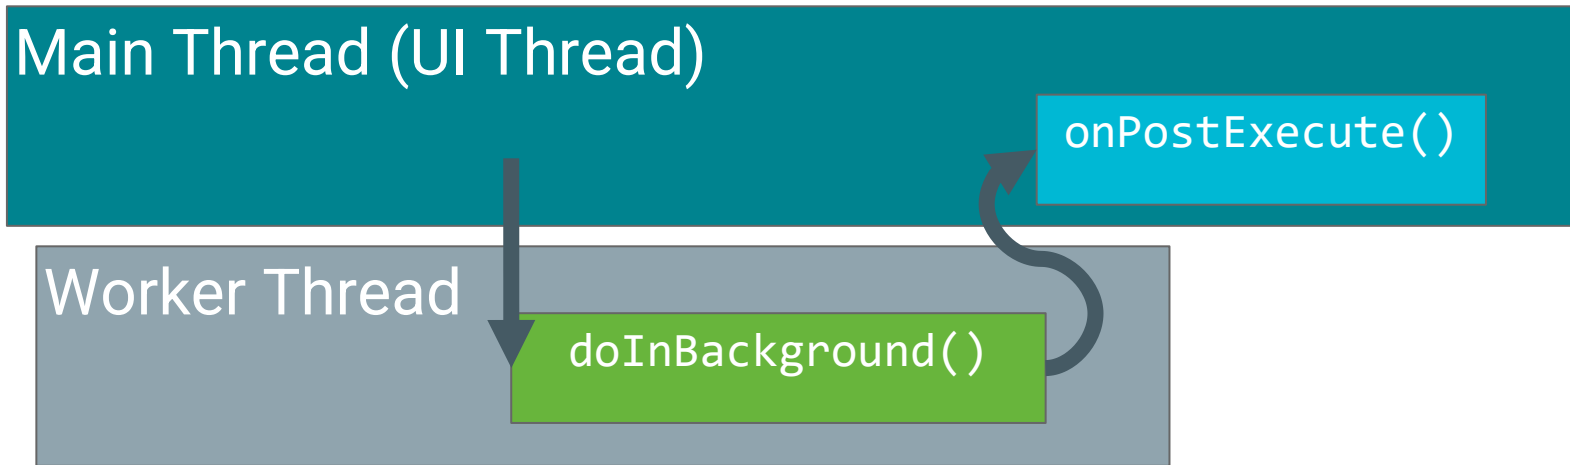 Main Thread (UI Thread)
onPostExecute()
Worker Thread
doInBackground()